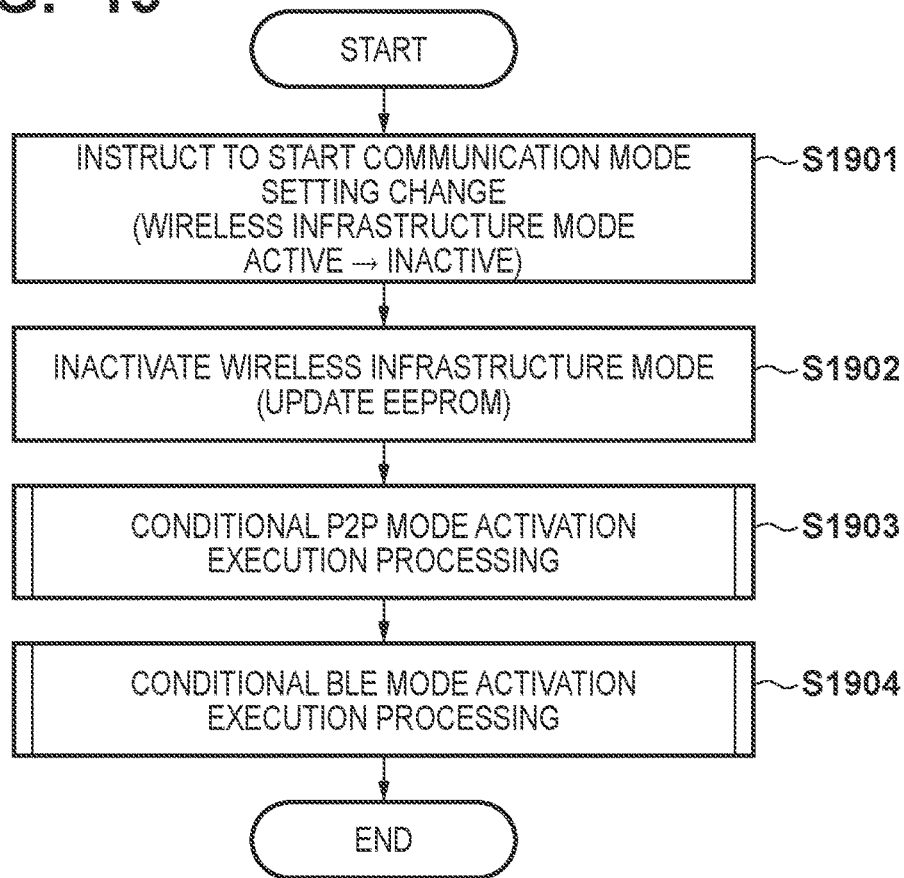 START
INSTRUCT TO START COMMUNICATION MODE
SETTING CHANGE
(WIRELESS INFRASTRUCTURE MODE
ACTIVE → INACTIVE)
S1901
INACTIVATE WIRELESS INFRASTRUCTURE MODE
(UPDATE EEPROM)
S1902
CONDITIONAL P2P MODE ACTIVATION
EXECUTION PROCESSING
S1903
CONDITIONAL BLE MODE ACTIVATION
EXECUTION PROCESSING
S1904
END